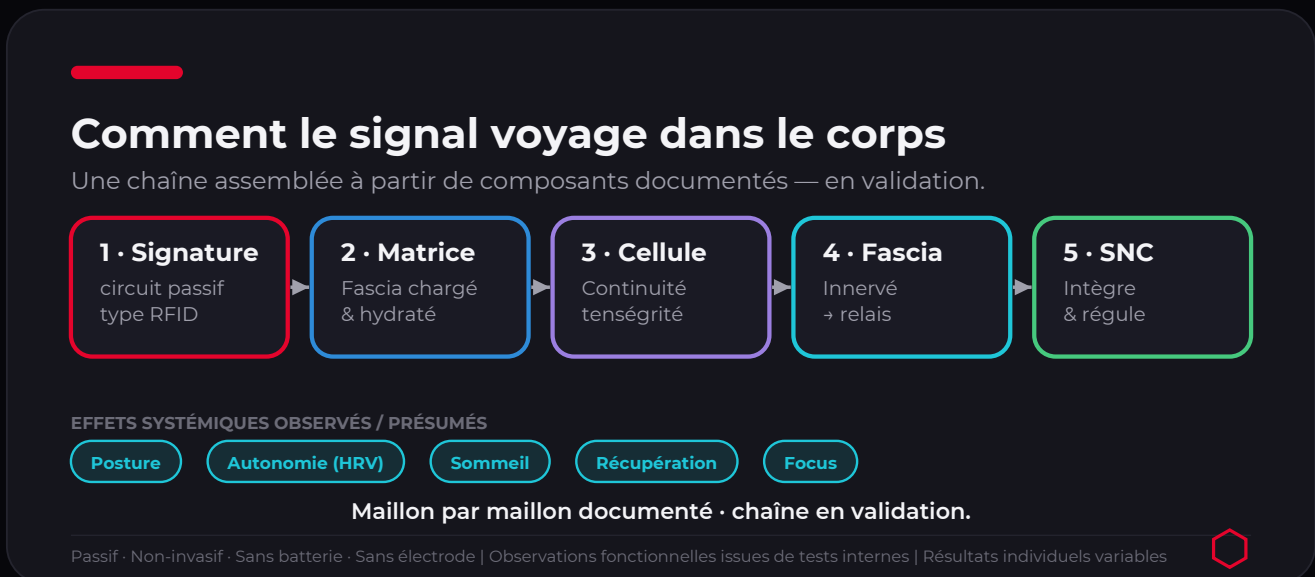 Comment le signal voyage dans le corps
Une chaîne assemblée à partir de composants documentés — en validation.
1 · Signature
circuit passif
type RFID
2 · Matrice
Fascia chargé
& hydraté
3 · Cellule
Continuité
tenségrité
4 · Fascia
Innervé
→ relais
5 · SNC
Intègre
& régule
EFFETS SYSTÉMIQUES OBSERVÉS / PRÉSUMÉS
Posture
Autonomie (HRV)
Sommeil
Récupération
Focus
Maillon par maillon documenté · chaîne en validation.
Passif · Non-invasif · Sans batterie · Sans électrode | Observations fonctionnelles issues de tests internes | Résultats individuels variables